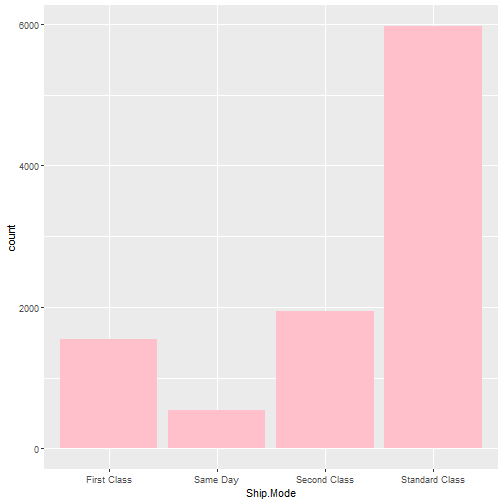 6000
4000
2000
0
count
First Class
Same Day
Second Class
Standard Class
Ship.Mode